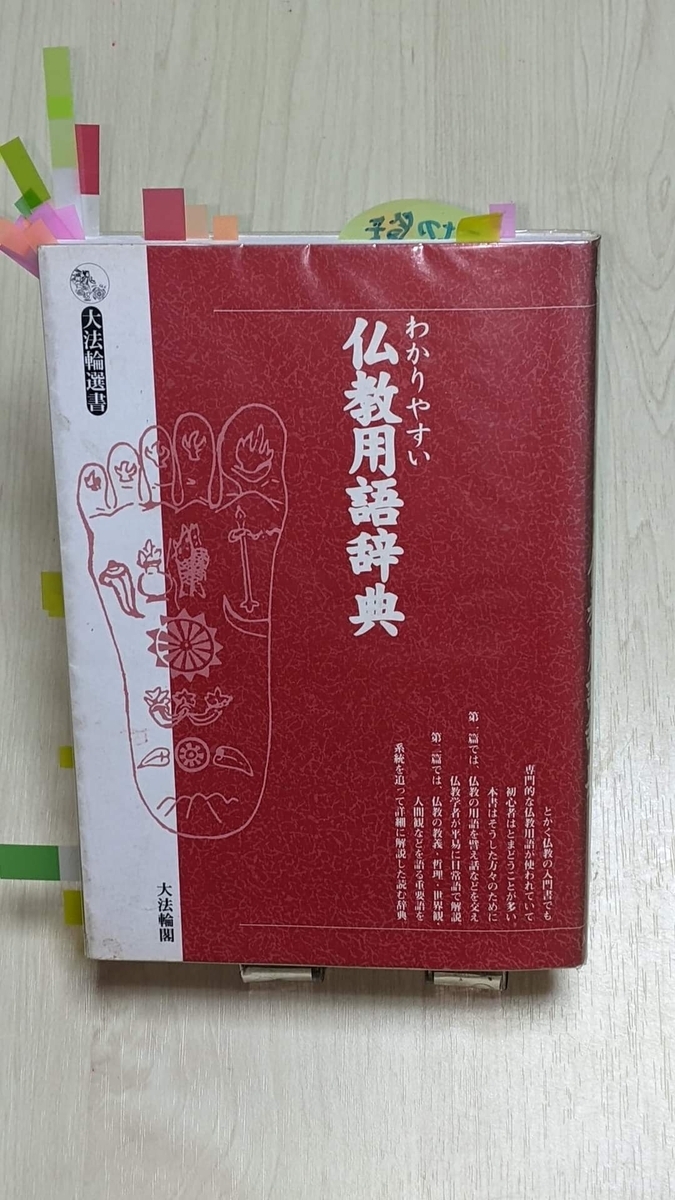 大法輪選書
わかりやすい
仏教用語辞典
とかく仏教の入門書でも
専門的な仏教用語が使われていて
初心者はとまどうことが多い。
本書はそうした方々のために
第一篇では、仏教の用語を譬え話などを交え
仏教学者が平易に日常語で解説。
第二篇では、仏教の教義・哲理・世界観・
人間観などを語る重要語を
系統を追って詳細に解説した読む辞典。
大法輪閣